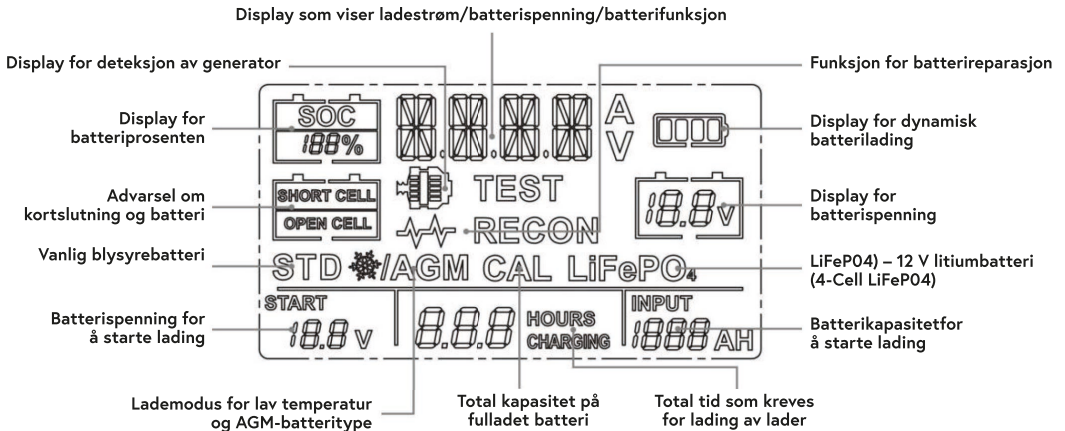 Display som viser ladestrøm/batterispenning/batterifunksjon
Display for deteksjon av generator
Funksjon for batterireparasjon
Display for
batteriprosenten
SOC
188%
A
V
Display for dynamisk
batterilading
Advarsel om
kortslutning og batteri
SHORT CELL
OPEN CELL
TEST
RECON
18.8 V
Display for
batterispenning
Vanlig blysyrebatteri
STD /AGM CAL LiFePO4
LiFeP04) – 12 V litiumbatteri
(4-Cell LiFeP04)
Batterispenning for
å starte lading
START
18.8 V
8.8.8
HOURS
CHARGING
INPUT
1888 AH
Batterikapasitetfor
å starte lading
Lademodus for lav temperatur
og AGM-batteritype
Total kapasitet på
fulladet batteri
Total tid som kreves
for lading av lader